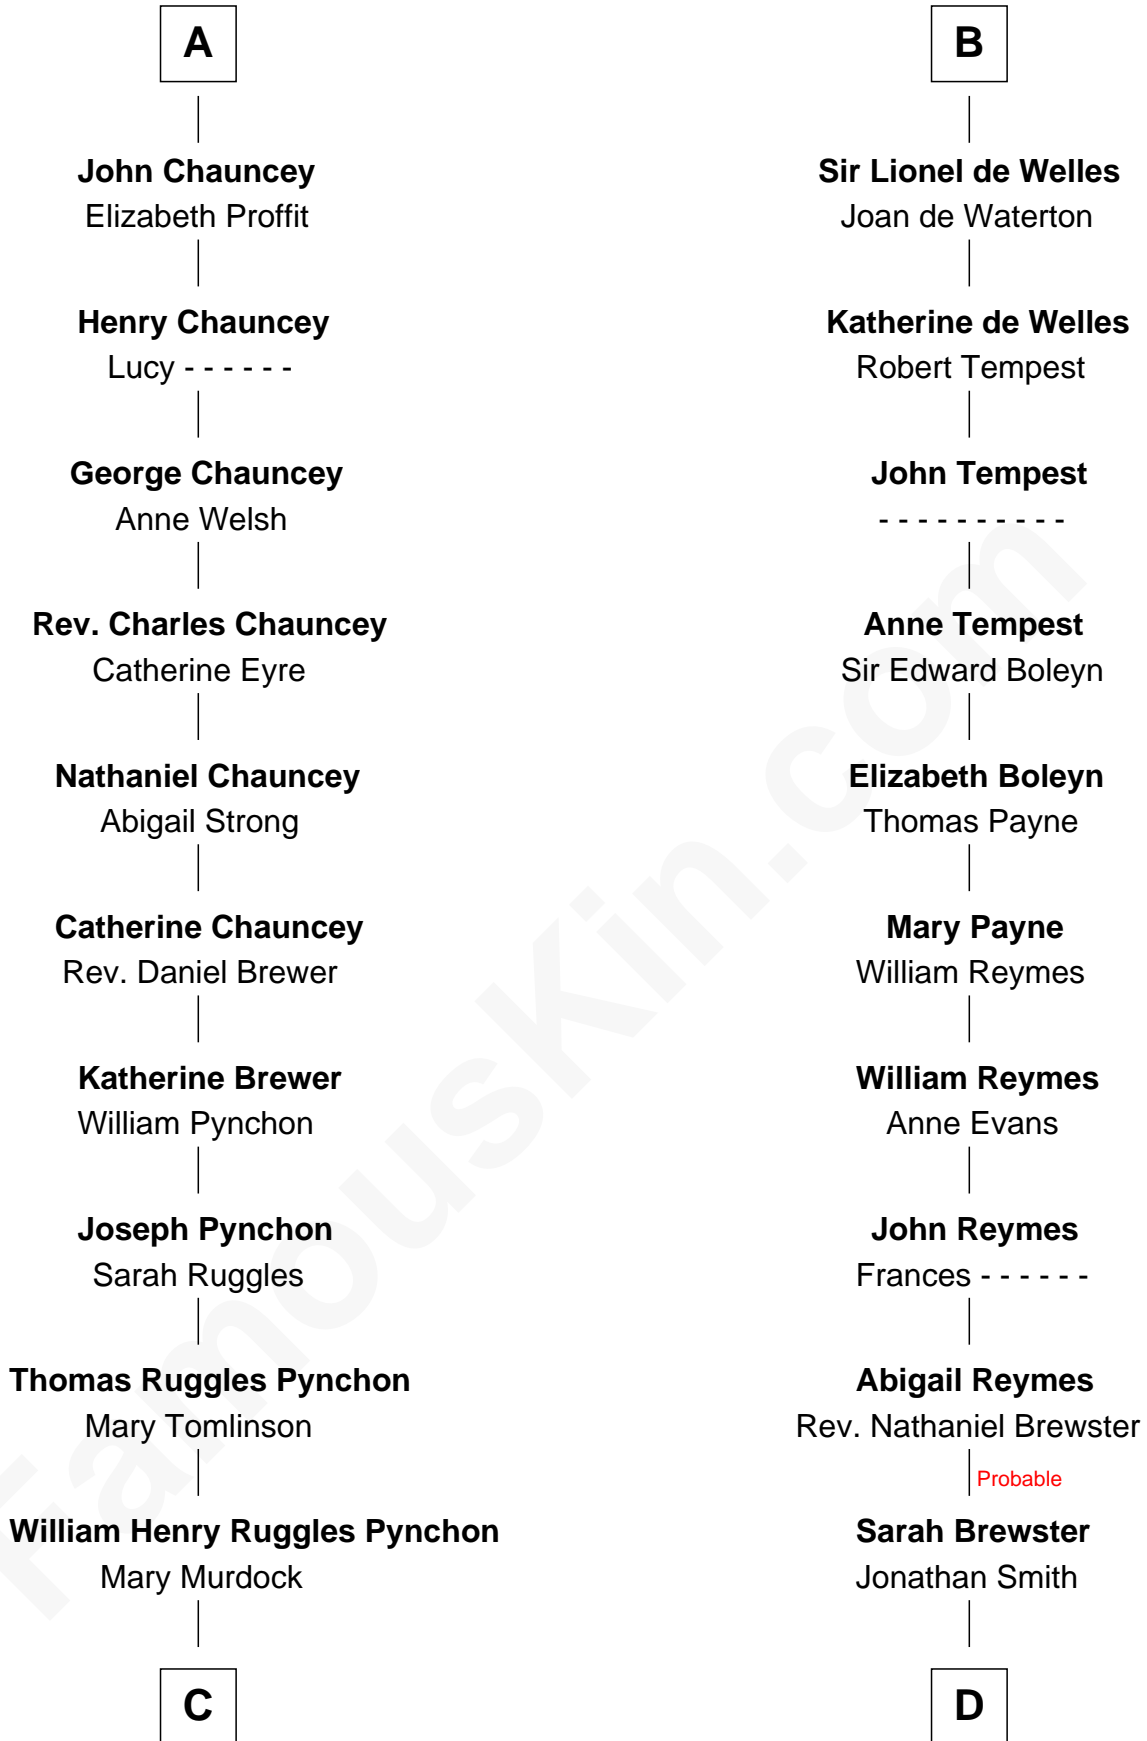 A
John Chauncey
Elizabeth Proffit
Henry Chauncey
Lucy - - - - - -
George Chauncey
Anne Welsh
Rev. Charles Chauncey
Catherine Eyre
Nathaniel Chauncey
Abigail Strong
Catherine Chauncey
Rev. Daniel Brewer
Katherine Brewer
William Pynchon
Joseph Pynchon
Sarah Ruggles
Thomas Ruggles Pynchon
Mary Tomlinson
William Henry Ruggles Pynchon
Mary Murdock
C
B
Sir Lionel de Welles
Joan de Waterton
Katherine de Welles
Robert Tempest
John Tempest
- - - - - - - - - -
Anne Tempest
Sir Edward Boleyn
Elizabeth Boleyn
Thomas Payne
Mary Payne
William Reymes
William Reymes
Anne Evans
John Reymes
Frances - - - - - -
Abigail Reymes
Rev. Nathaniel Brewster
Probable
Sarah Brewster
Jonathan Smith
D
FamousKin.com